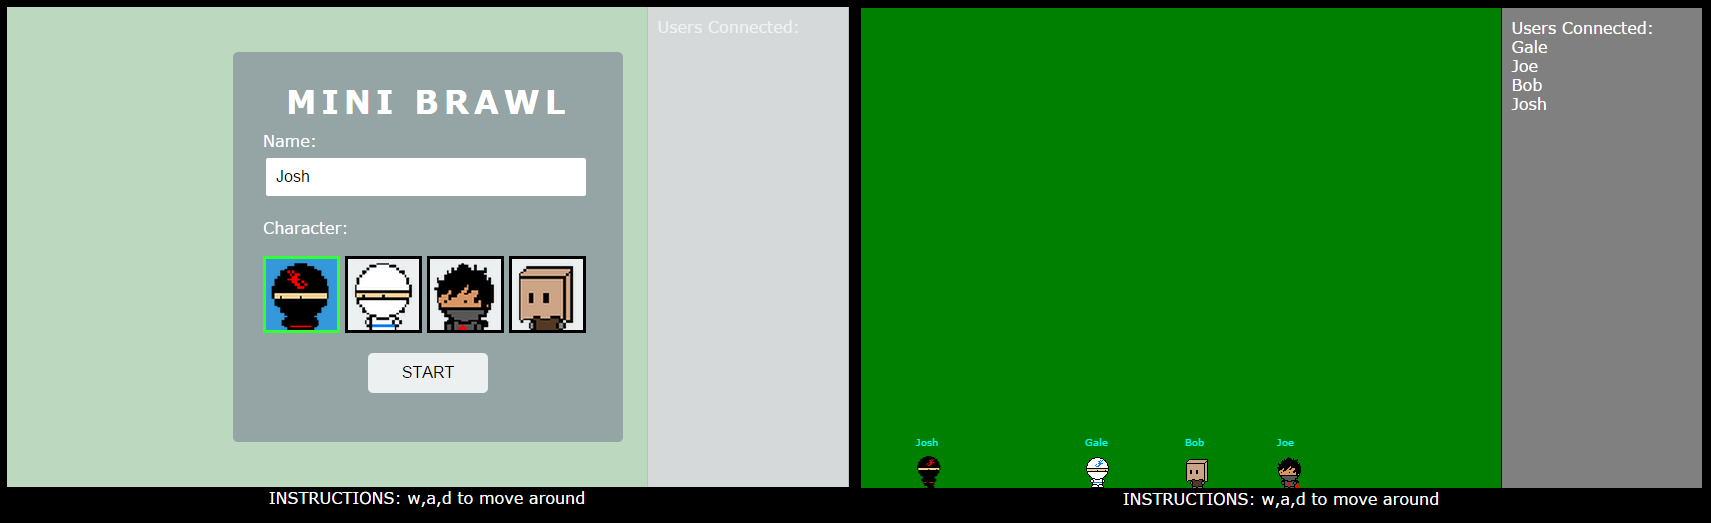 Users Connected:
MINI BRAWL
Name:
Josh
Character:
START
INSTRUCTIONS: w,a,d to move around
Users Connected:
Gale
Joe
Bob
Josh
Josh
Gale
Bob
Joe
INSTRUCTIONS: w,a,d to move around